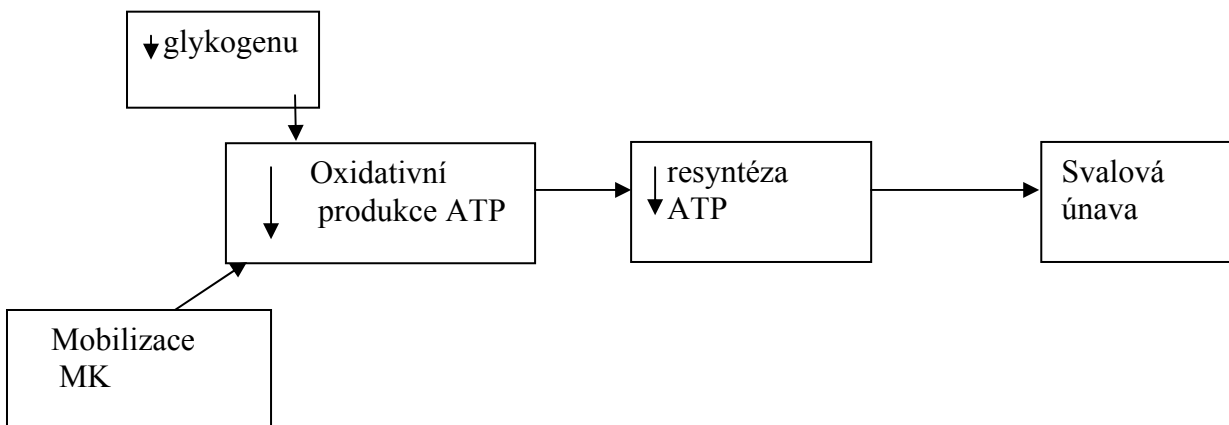 glykogenu
Oxidativní
produkce ATP
resyntéza
ATP
Svalová
únava
Mobilizace
MK